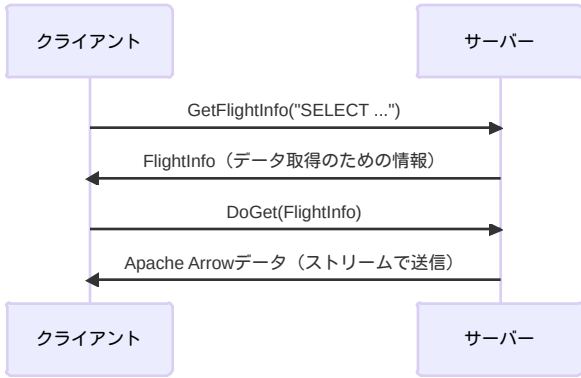 クライアント
サーバー
GetFlightInfo("SELECT ...")
FlightInfo（データ取得のための情報）
DoGet(FlightInfo)
Apache Arrowデータ（ストリームで送信）
クライアント
サーバー